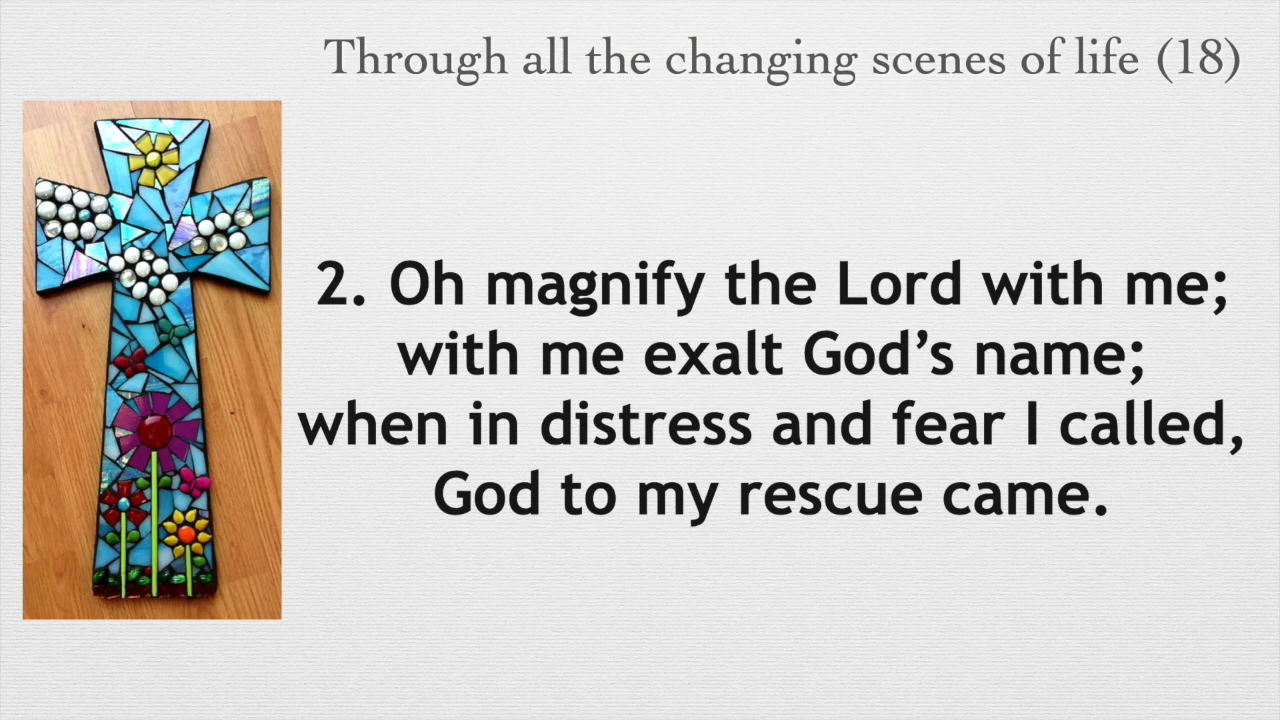 Through all the changing scenes of life (18)
2. Oh magnify the Lord with me;
with me exalt God’s name;
when in distress and fear I called,
God to my rescue came.